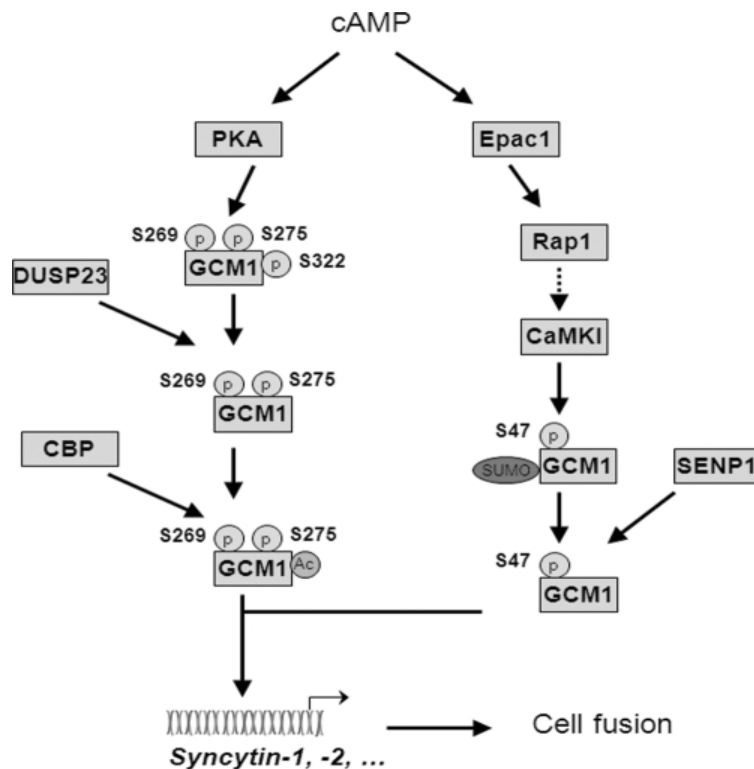 cAMP
PKA
Epac1
S269 p p S275
GCM1 p S322
Rap1
DUSP23
CaMKI
S269 p p S275
GCM1
S47 p
CBP
SUMO GCM1
SENP1
S269 p p S275
GCM1 Ac
S47 p
GCM1
Syncytin-1, -2, ...
Cell fusion